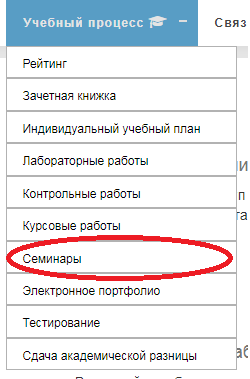 Учебный процесс – Связ
Рейтинг
Зачетная книжка
Индивидуальный учебный план
Лабораторные работы
Контрольные работы
Курсовые работы
Семинары
Электронное портфолио
Тестирование
Сдача академической разницы